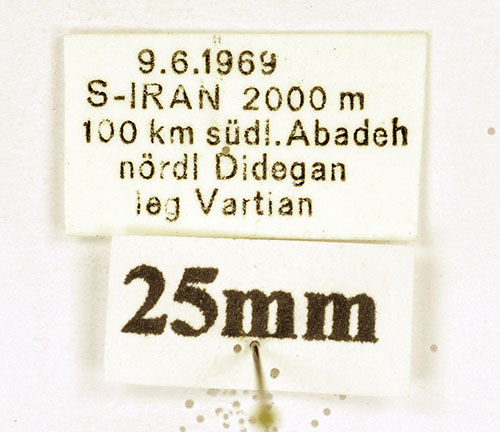 9.6.1969
S-IRAN 2000 m
100 km südl.Abadeh
nördl Didegan
leg Vartian
25mm